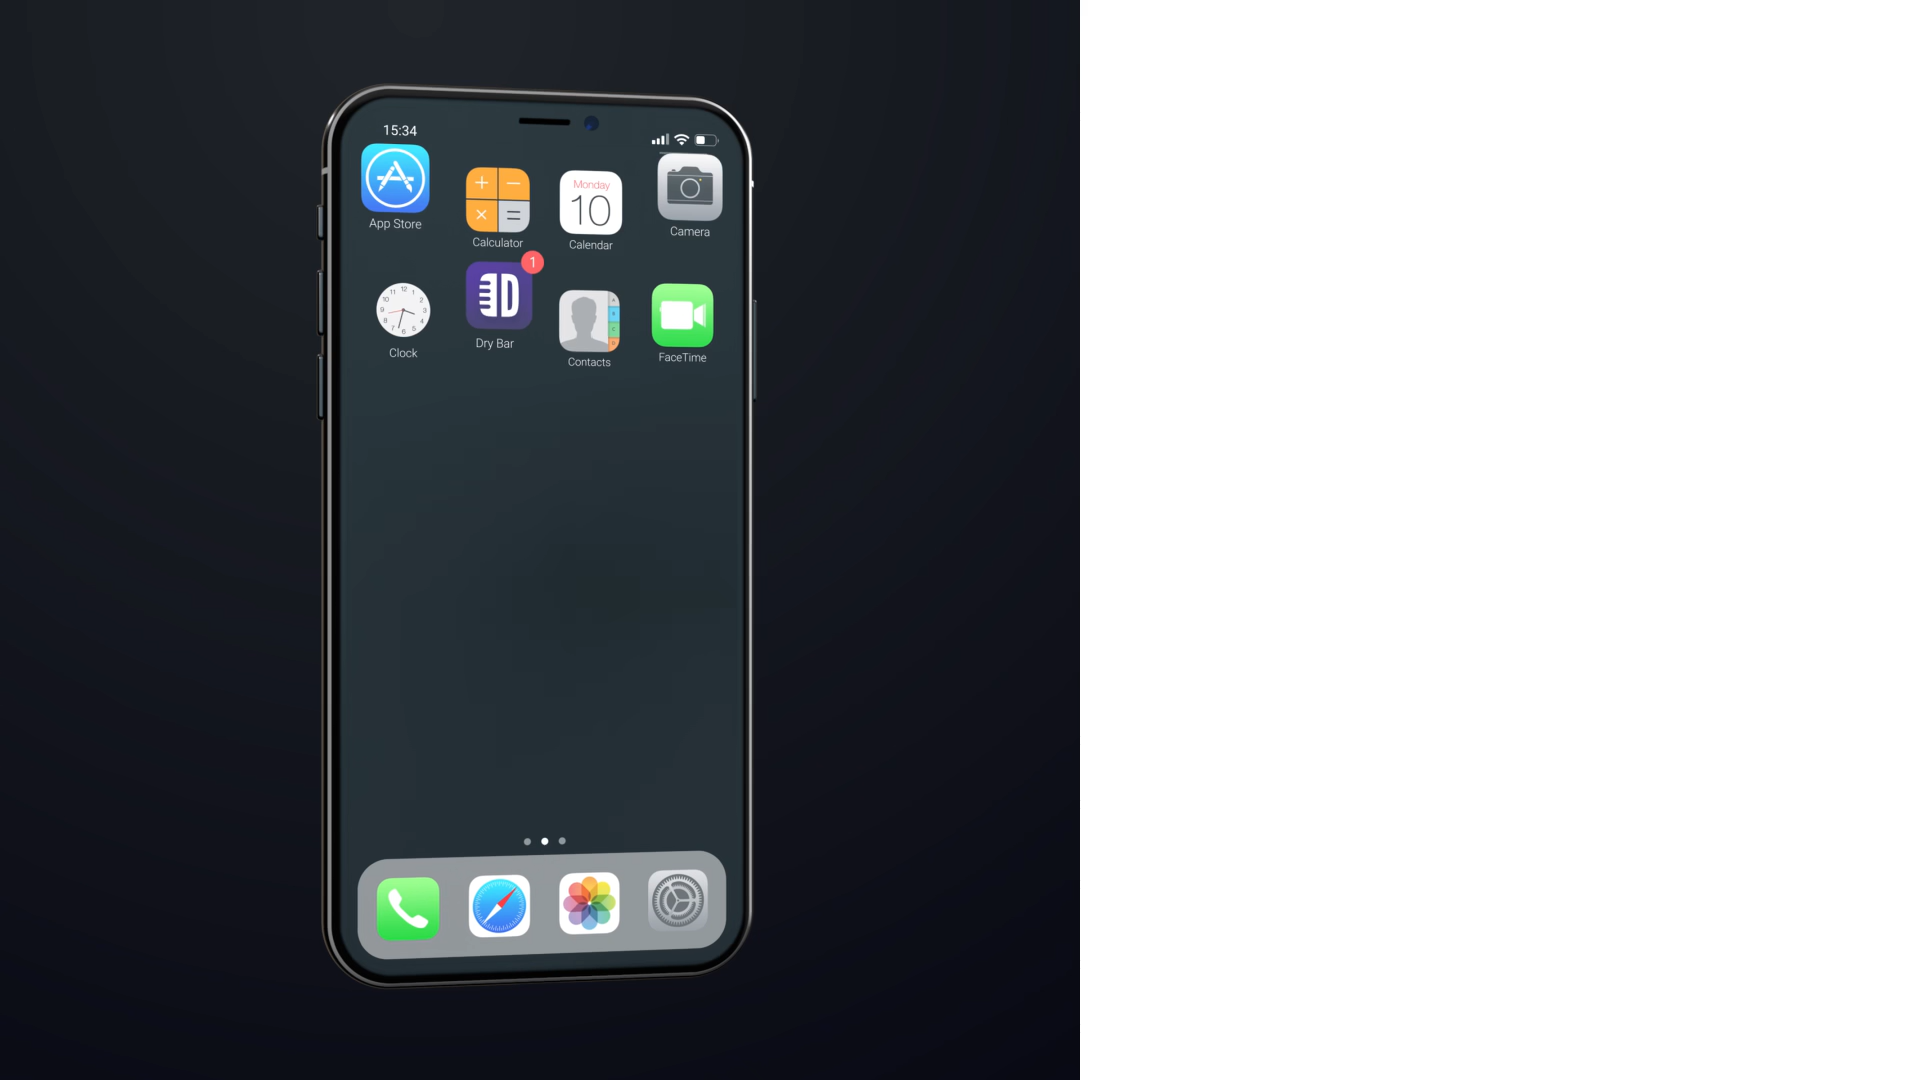 15:34
App Store
Calculator
Monday
10
Calendar
Camera
Clock
1
D
Dry Bar
Contacts
FaceTime